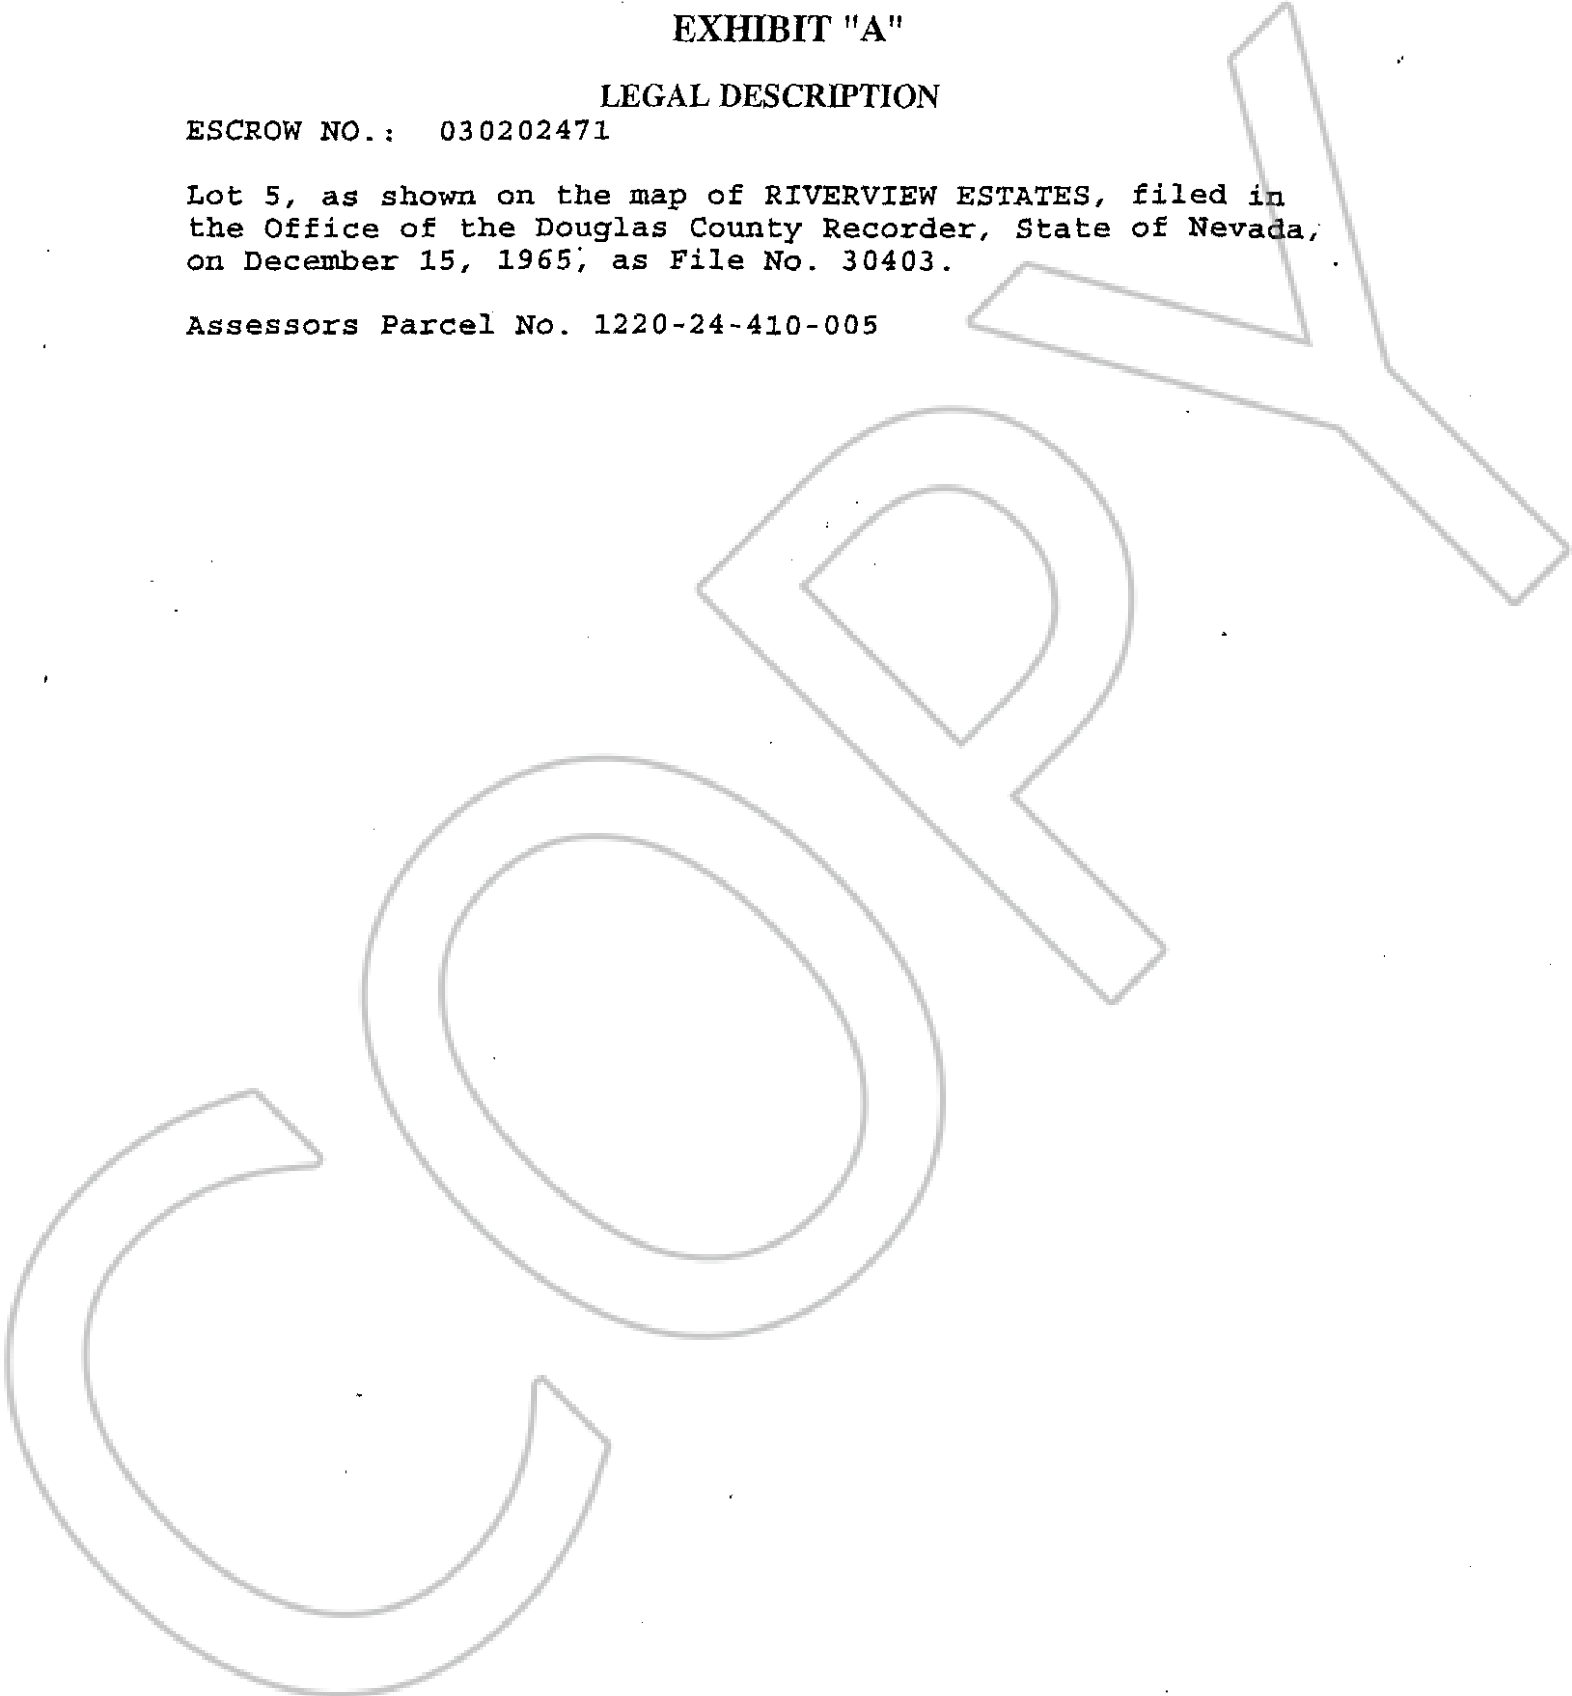 EXHIBIT "A"
LEGAL DESCRIPTION
ESCROW NO.: 030202471
Lot 5, as shown on the map of RIVERVIEW ESTATES, filed in
the Office of the Douglas County Recorder, State of Nevada,
on December 15, 1965, as File No. 30403.
Assessors Parcel No. 1220-24-410-005
COPY